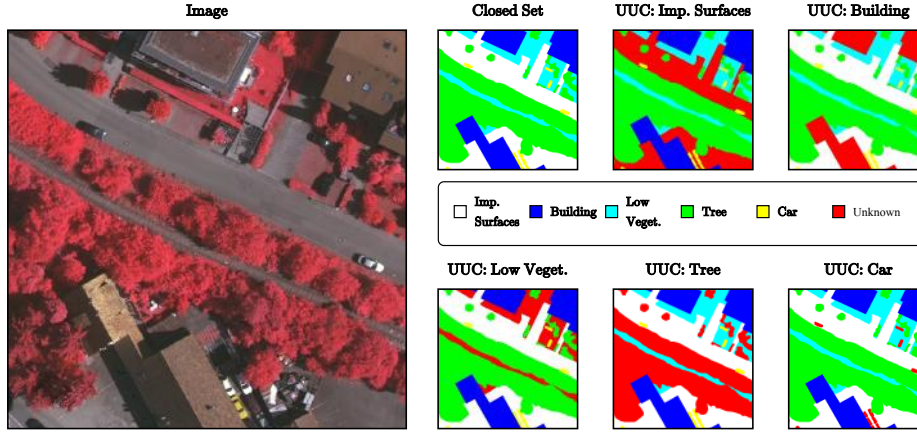 Image
Closed Set
UUC: Imp. Surfaces
UUC: Building
Imp.
Surfaces
Building
Low
Veget.
Tree
Car
Unknown
UUC: Low Veget.
UUC: Tree
UUC: Car